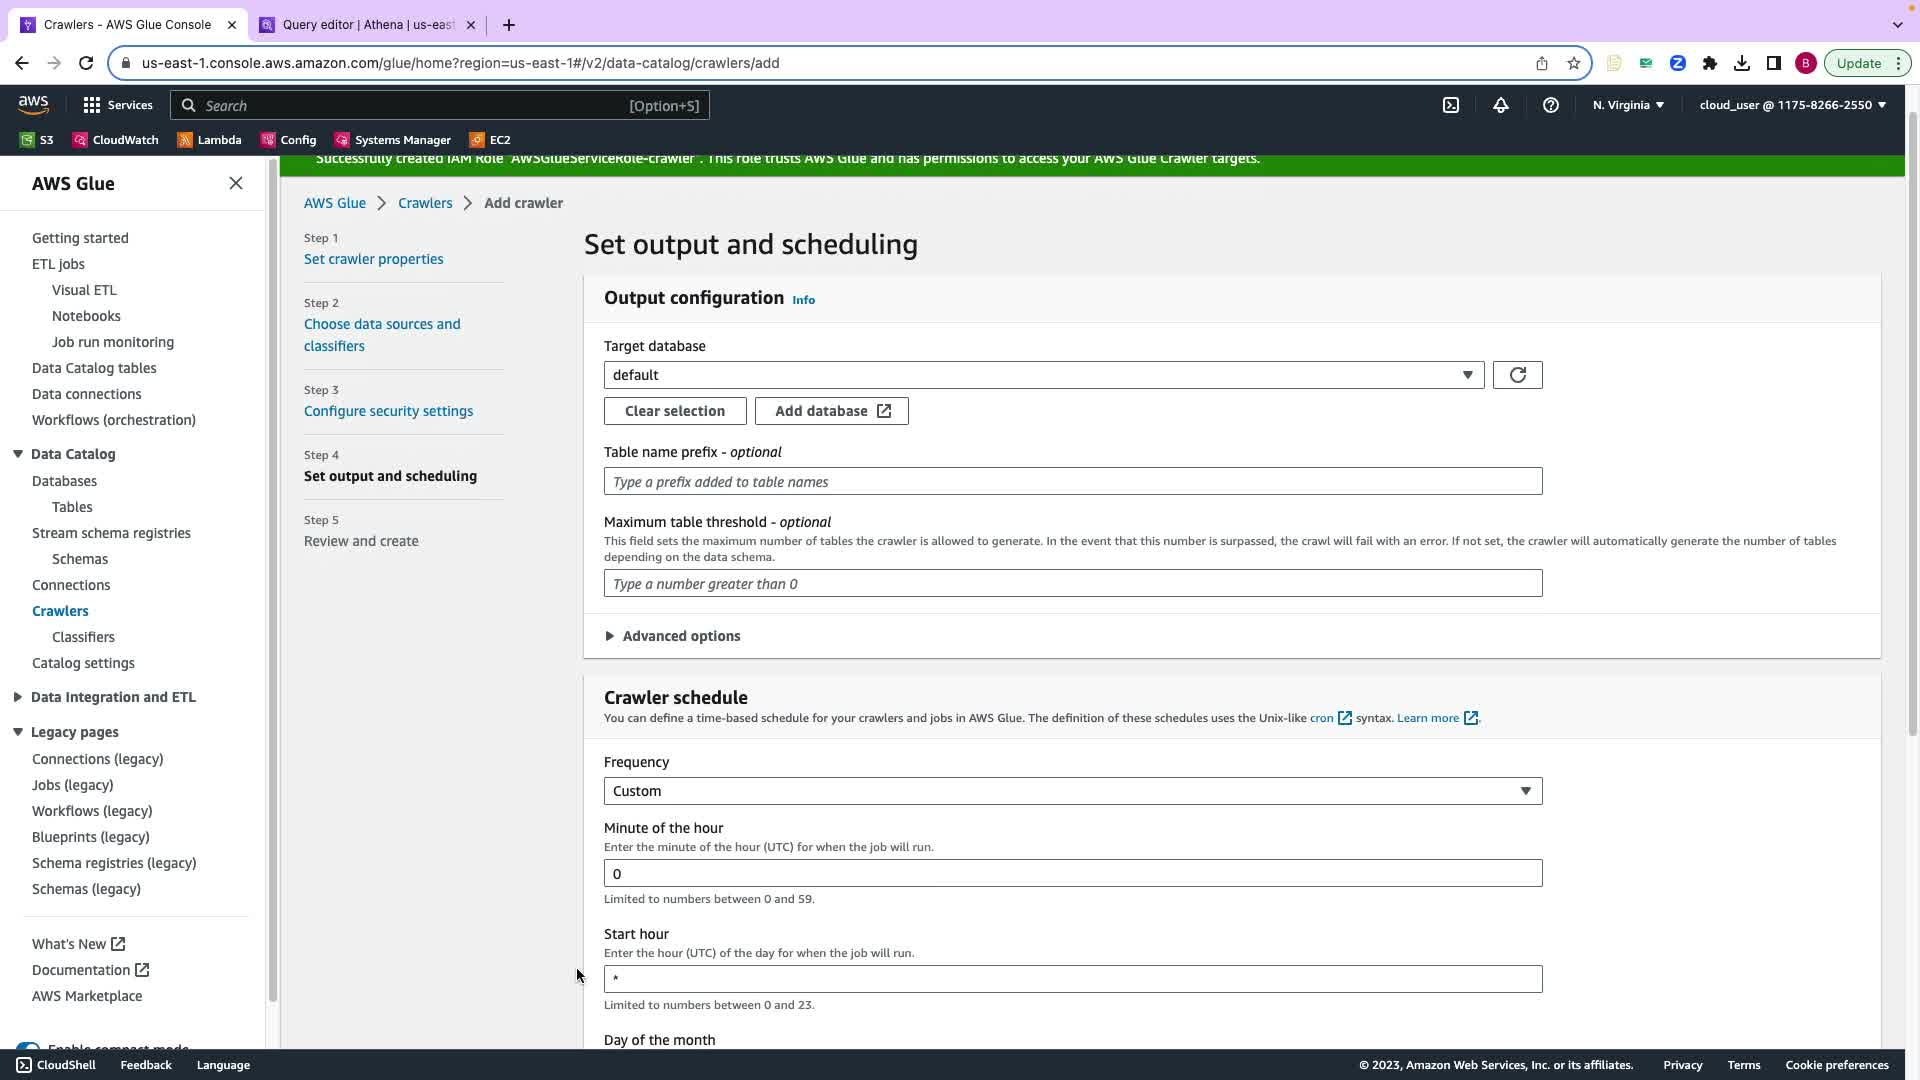 Crawlers - AWS Glue Console
Query editor | Athena | us-east
us-east-1.console.aws.amazon.com/glue/home?region=us-east-1#/v2/data-catalog/crawlers/add
B
Update
aws
Services
Search
[Option+S]
N. Virginia
cloud_user @ 1175-8266-2550
S3
CloudWatch
Lambda
Config
Systems Manager
EC2
Successfully created IAM Role "AWSGlueServiceRole-crawler". This role trusts AWS Glue and has permissions to access your AWS Glue Crawler targets.
AWS Glue
Getting started
ETL jobs
Visual ETL
Notebooks
Job run monitoring
Data Catalog tables
Data connections
Workflows (orchestration)
Data Catalog
Databases
Tables
Stream schema registries
Schemas
Connections
Crawlers
Classifiers
Catalog settings
Data Integration and ETL
Legacy pages
Connections (legacy)
Jobs (legacy)
Workflows (legacy)
Blueprints (legacy)
Schema registries (legacy)
Schemas (legacy)
What's New
Documentation
AWS Marketplace
Enable compact mode
AWS Glue
Crawlers
Add crawler
Step 1
Set crawler properties
Step 2
Choose data sources and
classifiers
Step 3
Configure security settings
Step 4
Set output and scheduling
Step 5
Review and create
Set output and scheduling
Output configuration Info
Target database
default
Clear selection
Add database
Table name prefix - optional
Type a prefix added to table names
Maximum table threshold - optional
This field sets the maximum number of tables the crawler is allowed to generate. In the event that this number is surpassed, the crawl will fail with an error. If not set, the crawler will automatically generate the number of tables
depending on the data schema.
Type a number greater than 0
Advanced options
Crawler schedule
You can define a time-based schedule for your crawlers and jobs in AWS Glue. The definition of these schedules uses the Unix-like cron syntax. Learn more.
Frequency
Custom
Minute of the hour
Enter the minute of the hour (UTC) for when the job will run.
0
Limited to numbers between 0 and 59.
Start hour
Enter the hour (UTC) of the day for when the job will run.
*
Limited to numbers between 0 and 23.
Day of the month
CloudShell
Feedback
Language
© 2023, Amazon Web Services, Inc. or its affiliates.
Privacy
Terms
Cookie preferences